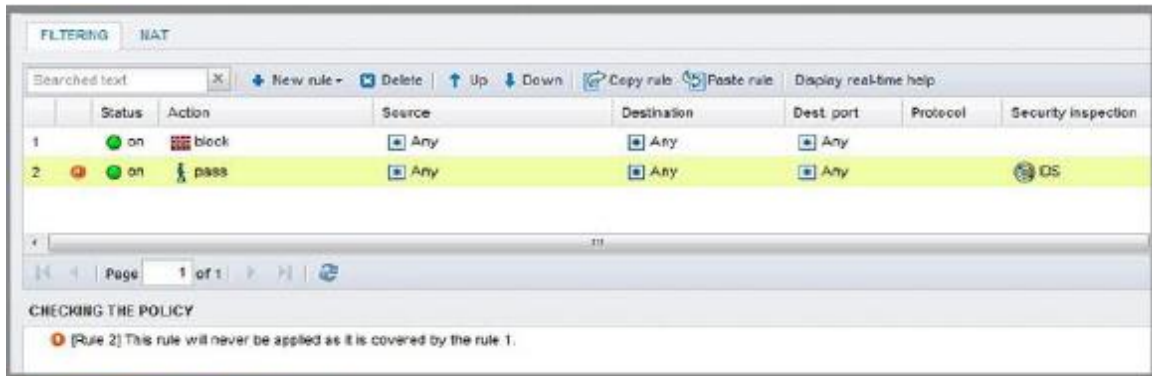 FILTERING NAT
Searched text New rule Delete Up Down Copy rule Paste rule Display real-time help
Status Action Source Destination Dest. port Protocol Security inspection
1 on block Any Any Any
2 on pass Any Any Any IDS
Page 1 of 1
CHECKING THE POLICY
[Rule 2] This rule will never be applied as it is covered by the rule 1.